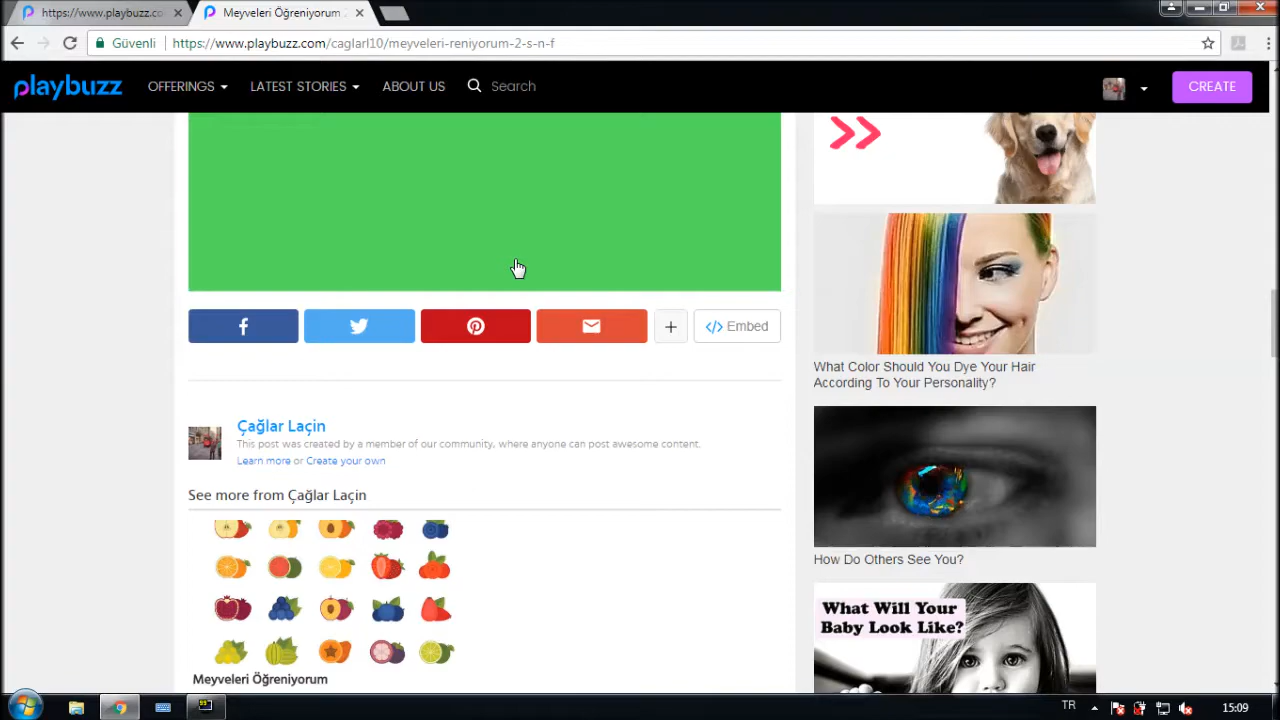 https://www.playbuzz.co
Meyveleri Öğreniyorum 2
Güvenli
https://www.playbuzz.com/caglarl10/meyveleri-reniyorum-2-s-n-f
playbuzz
OFFERINGS
LATEST STORIES
ABOUT US
Search
CREATE
Embed
What Color Should You Dye Your Hair
According To Your Personality?
Çağlar Laçin
This post was created by a member of our community, where anyone can post awesome content.
Learn more or Create your own
See more from Çağlar Laçin
How Do Others See You?
What Will Your
Baby Look Like?
Meyveleri Öğreniyorum
TR
15:09